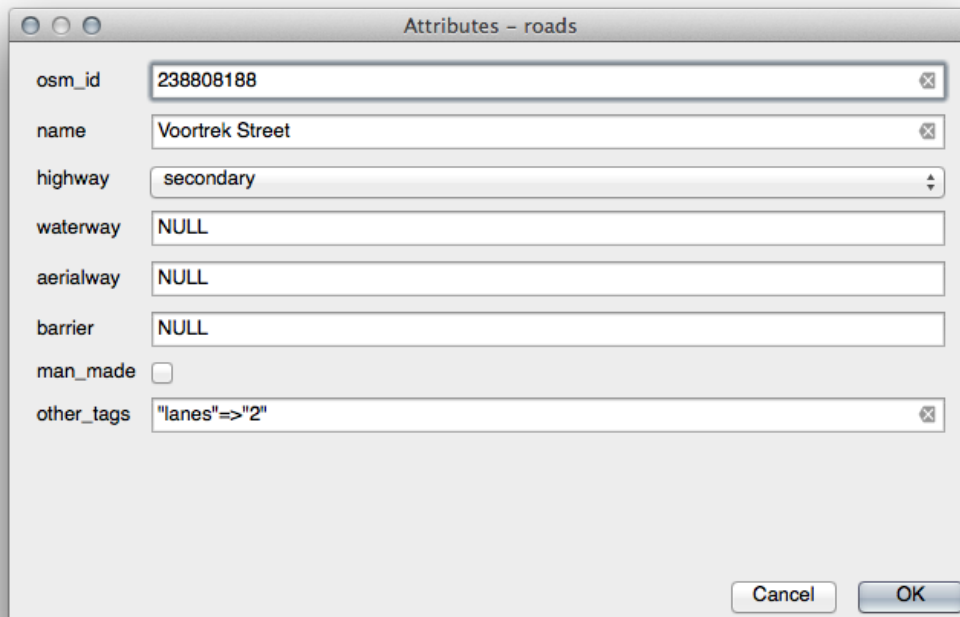 Attributes – roads
osm_id 238808188
name Voortrek Street
highway secondary
waterway NULL
aerialway NULL
barrier NULL
man_made
other_tags "lanes"=>"2"
Cancel OK